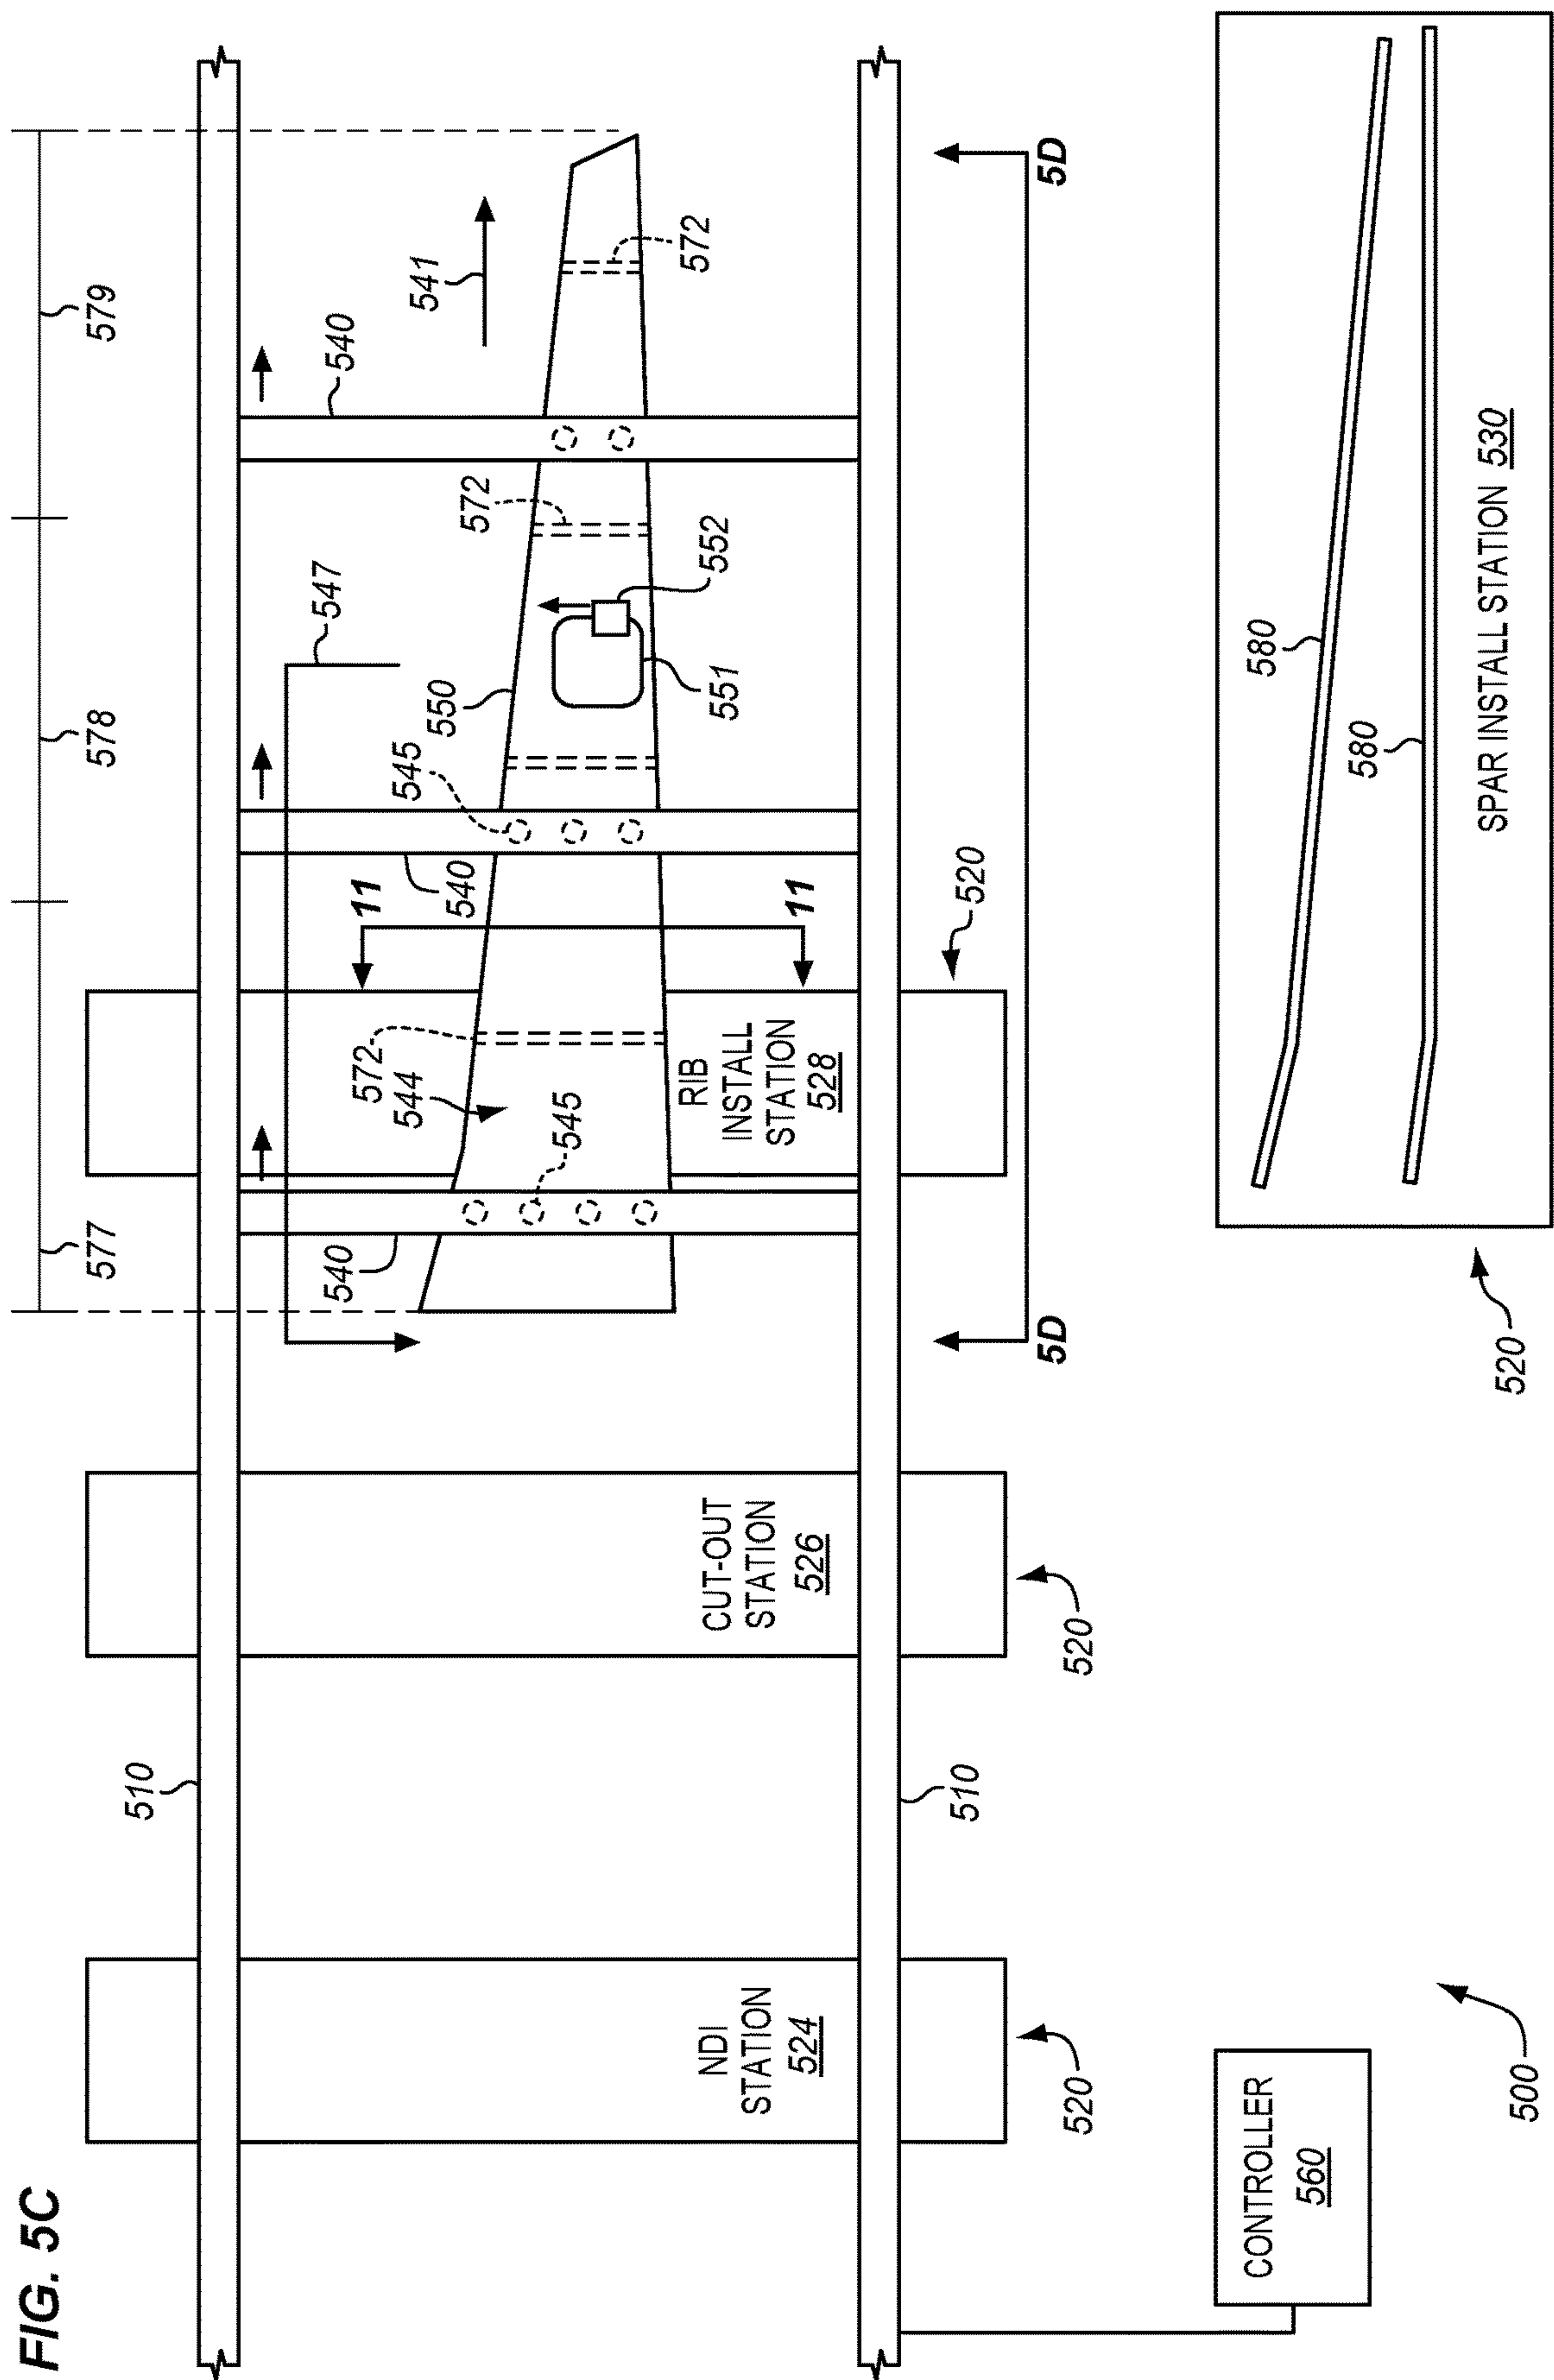 FIG. 5C
577
578
579
510
547
540
541
540
545
550
572
552
551
572
11
11
540
572
544
545
540
RIB
INSTALL
STATION
528
520
CUT-OUT
STATION
526
520
NDI
STATION
524
520
510
5D
5D
CONTROLLER
560
500
520
580
580
SPAR INSTALL STATION 530